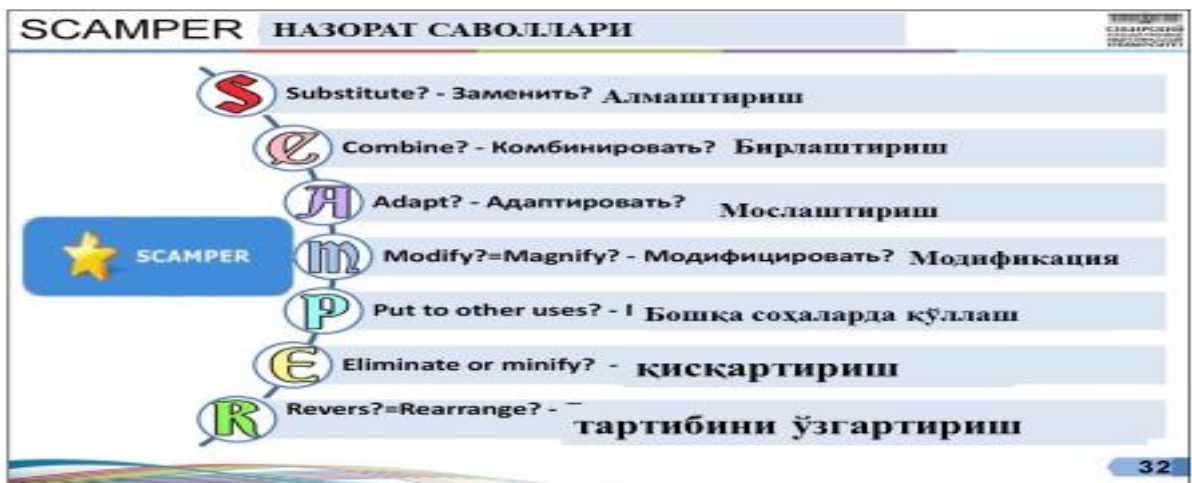 SCAMPER НАЗОРАТ САВОЛЛАРИ
S Substitute? - Заменить? Алмаштириш
C Combine? - Комбинировать? Бирлаштириш
A Adapt? - Адаптировать? Мослаштириш
SCAMPER
m Modify?=Magnify? - Модифицировать? Модификация
P Put to other uses? - Бошқа соҳаларда қўллаш
E Eliminate or minify? - қисқартириш
R Revers?=Rearrange? - тартибини ўзгартириш
32